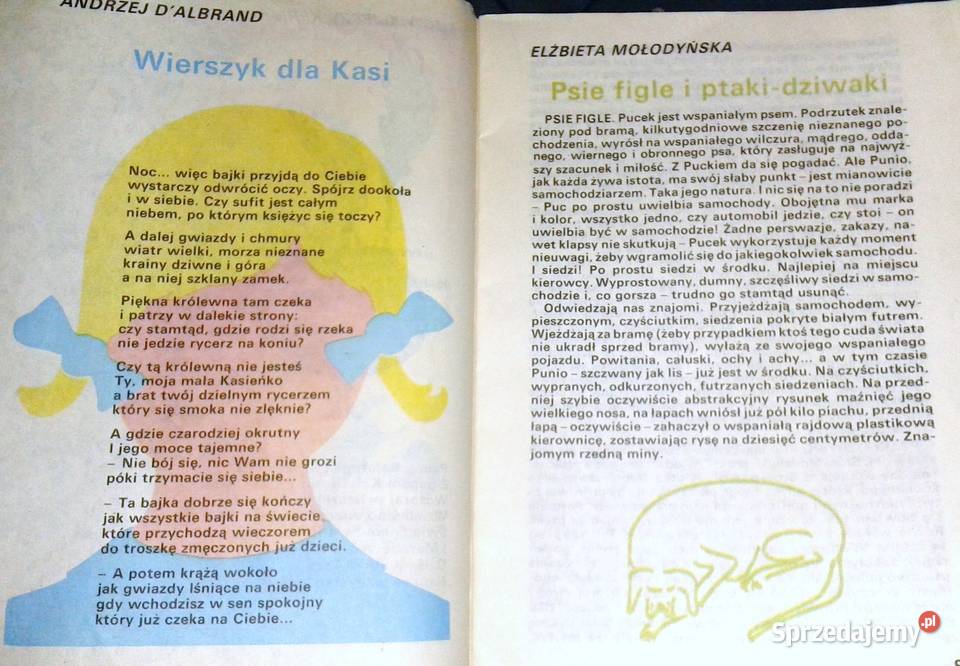 ANDRZEJ D'ALBRAND
Wierszyk dla Kasi
Noc... więc bajki przyjdą do Ciebie
wystarczy odwrócić oczy. Spójrz dookoła
i w siebie. Czy sufit jest całym
niebem, po którym księżyc się toczy?
A dalej gwiazdy i chmury
wiatr wielki, morza nieznane
krainy dziwne i góra
a na niej szklany zamek.
Piękna królewna tam czeka
i patrzy w dalekie strony:
czy stamtąd, gdzie rodzi się rzeka
nie jedzie rycerz na koniu?
Czy tą królewną nie jesteś
Ty, moja mała Kasieńko
a brat twój dzielnym rycerzem
który się smoka nie zlęknie?
A gdzie czarodziej okrutny
I jego moce tajemne?
– Nie bój się, nic Wam nie grozi
póki trzymacie się siebie...
– Ta bajka dobrze się kończy
jak wszystkie bajki na świecie
które przychodzą wieczorem
do troszkę zmęczonych już dzieci.
– A potem krążą wokoło
jak gwiazdy lśniące na niebie
gdy wchodzisz w sen spokojny
który już czeka na Ciebie...
ELŻBIETA MOŁODYŃSKA
Psie figle i ptaki-dziwaki
PSIE FIGLE. Pucek jest wspaniałym psem. Podrzutek znale-
ziony pod bramą, kilkutygodniowe szczenię nieznanego po-
chodzenia, wyrósł na wspaniałego wilczura, mądrego, odda-
nego, wiernego i obronnego psa, który zasługuje na najwyż-
szy szacunek i miłość. Z Puckiem da się pogadać. Ale Punio,
jak każda żywa istota, ma swój słaby punkt – jest mianowicie
samochodziarzem. Taka jego natura. I nic się na to nie poradzi
– Puc po prostu uwielbia samochody. Obojętna mu marka
i kolor, wszystko jedno, czy automobil jedzie, czy stoi – on
uwielbia być w samochodzie! Żadne perswazje, zakazy, na-
wet klapsy nie skutkują – Pucek wykorzystuje każdy moment
nieuwagi, żeby wgramolić się do jakiegokolwiek samochodu.
I siedzi! Po prostu siedzi w środku. Najlepiej na miejscu
kierowcy. Wyprostowany, dumny, szczęśliwy siedzi w samo-
chodzie i, co gorsza – trudno go stamtąd usunąć.
Odwiedzają nas znajomi. Przyjeżdżają samochodem, wy-
pieszczonym, czyściutkim, siedzenia pokryte białym futrem.
Wjeżdżają za bramę (żeby przypadkiem ktoś tego cuda świata
nie ukradł sprzed bramy), wyłażą ze swojego wspaniałego
pojazdu. Powitania, całuski, ochy i achy... a w tym czasie
Punio – szczwany jak lis – już jest w środku. Na czyściutkich,
wypranych, odkurzonych, futrzanych siedzeniach. Na przed-
niej szybie oczywiście abstrakcyjny rysunek maźnięć jego
wielkiego nosa, na łapach wniósł już pół kilo piachu, przednią
łapą – oczywiście – zahaczył o wspaniałą rajdową plastikową
kierownicę, zostawiając rysę na dziesięć centymetrów. Zna-
jomym rzedną miny.
Sprzedajemy.pl